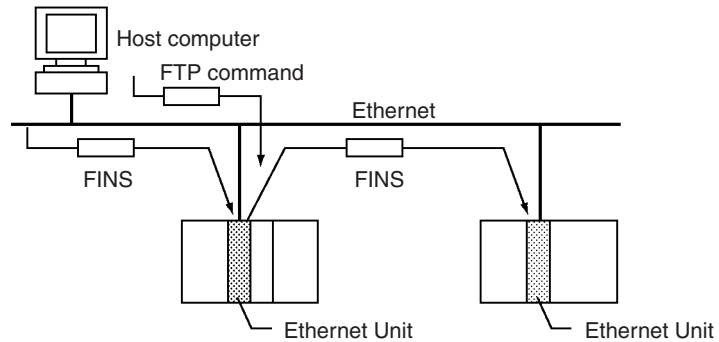 Host computer
FTP command
Ethernet
FINS
FINS
Ethernet Unit
Ethernet Unit